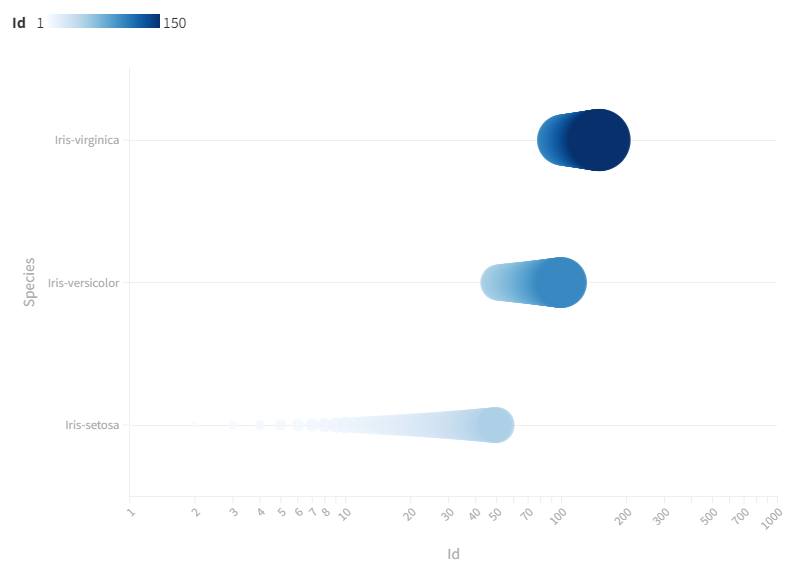 Id 1 150
Iris-virginica
Species
Iris-versicolor
Iris-setosa
1 2 3 4 5 6 7 8 10 20 30 40 50 70 100 200 300 500 700 1000
Id